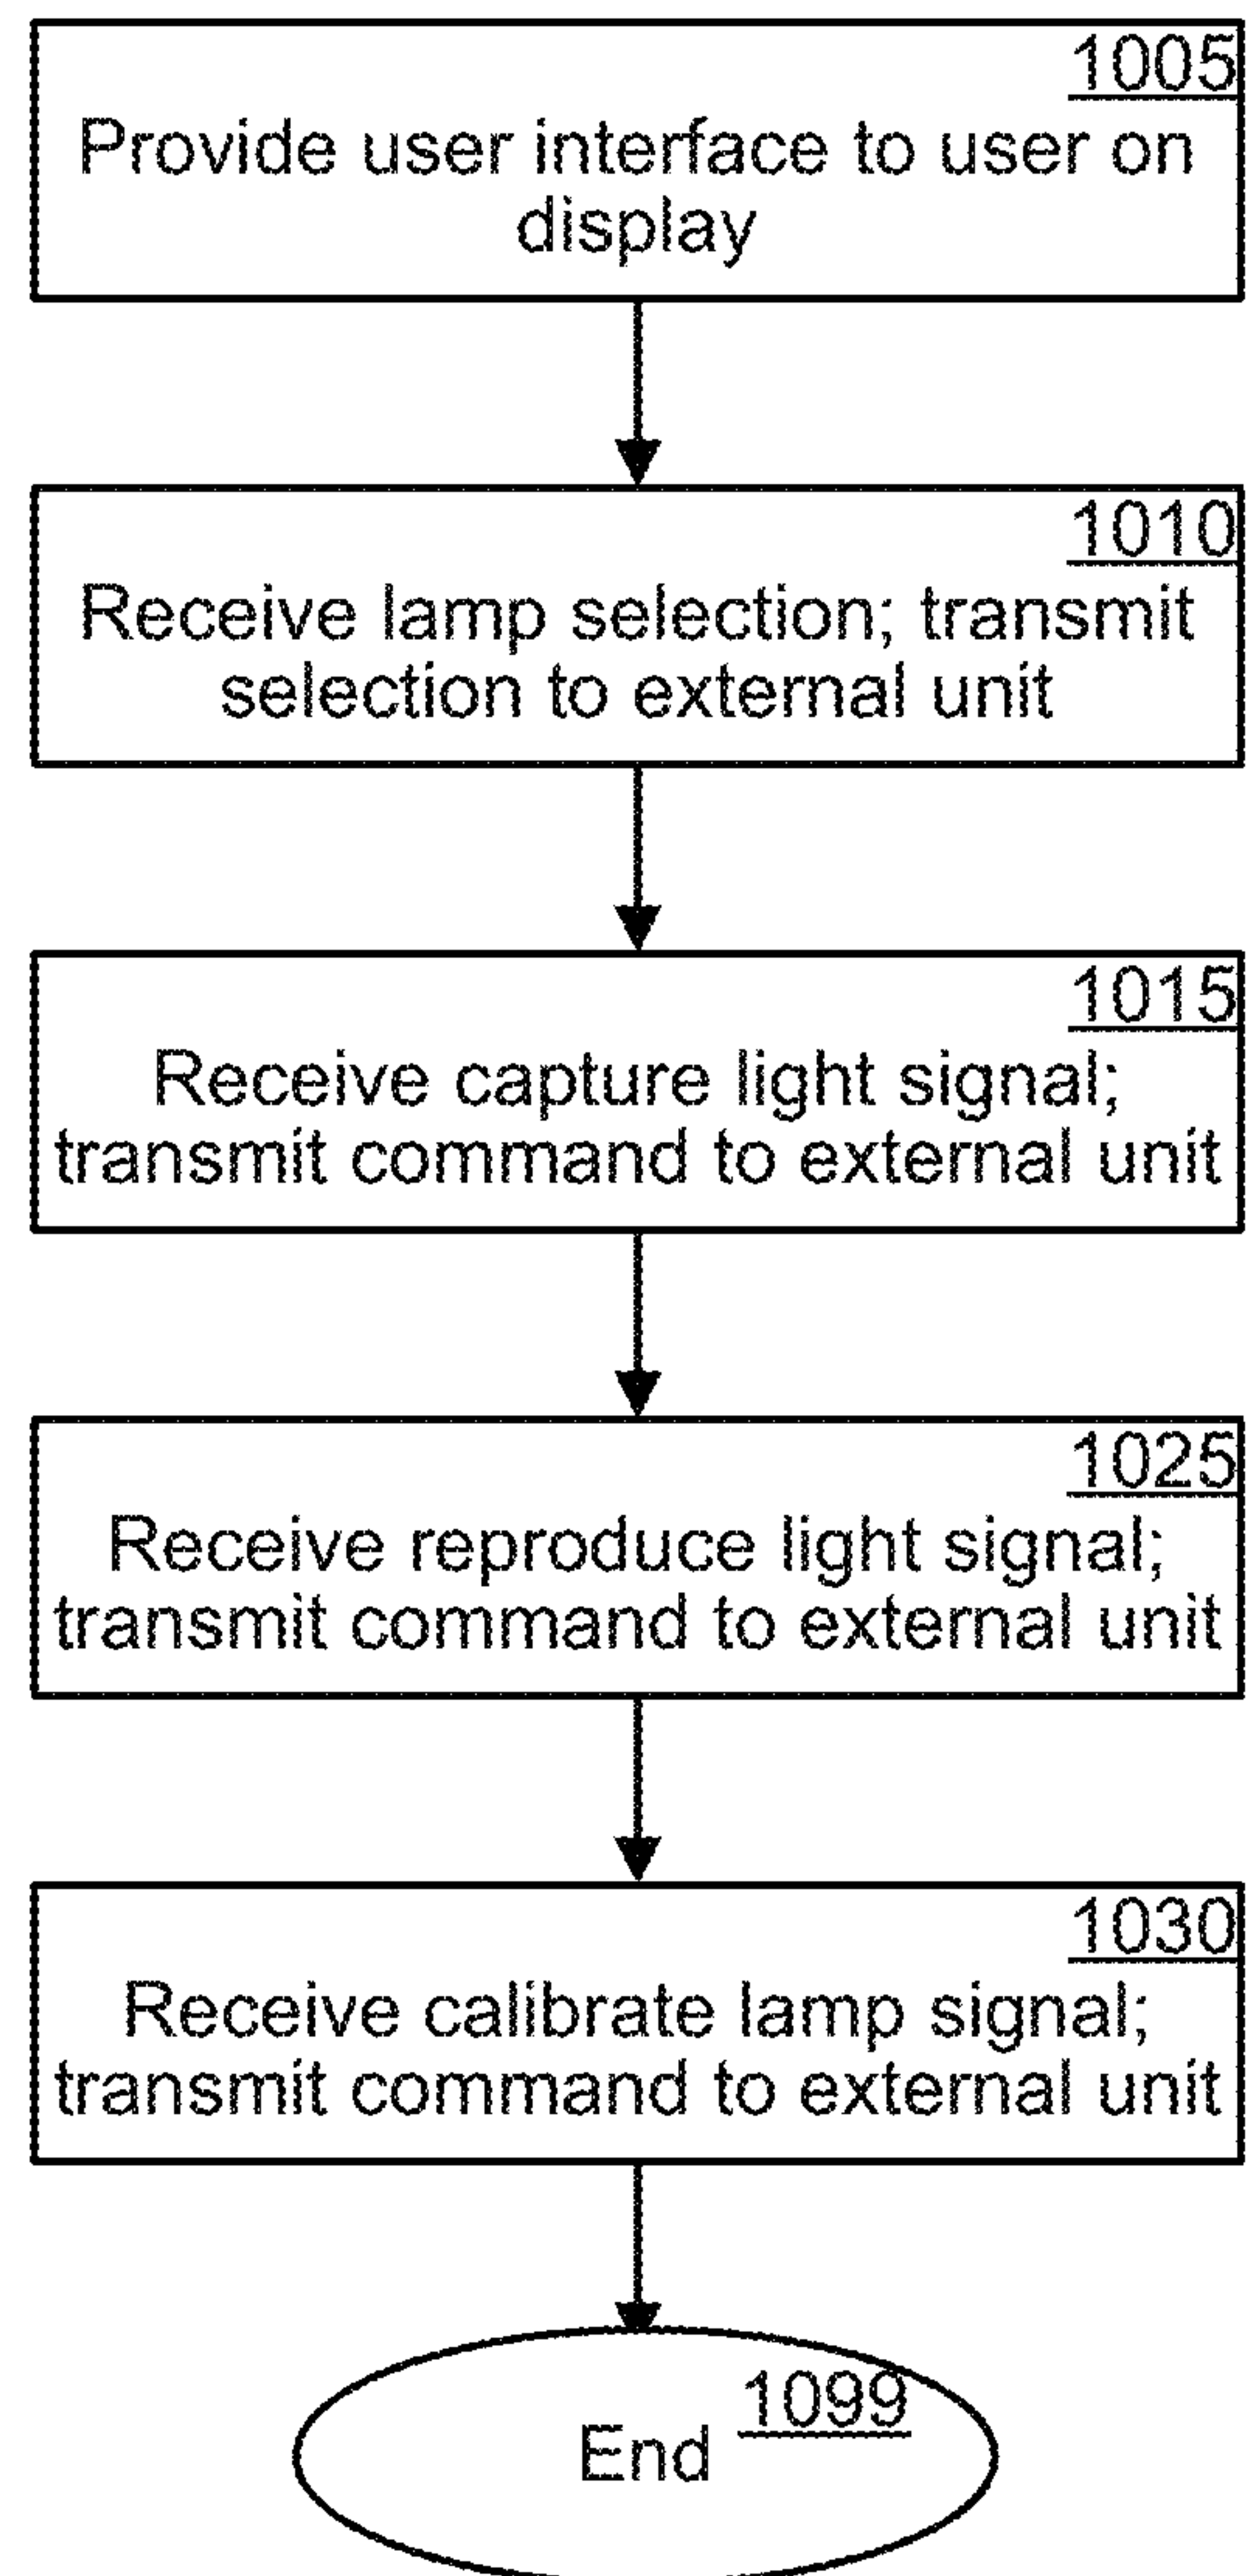 1005
Provide user interface to user on
display
1010
Receive lamp selection; transmit
selection to external unit
1015
Receive capture light signal;
transmit command to external unit
1025
Receive reproduce light signal;
transmit command to external unit
1030
Receive calibrate lamp signal;
transmit command to external unit
1099
End